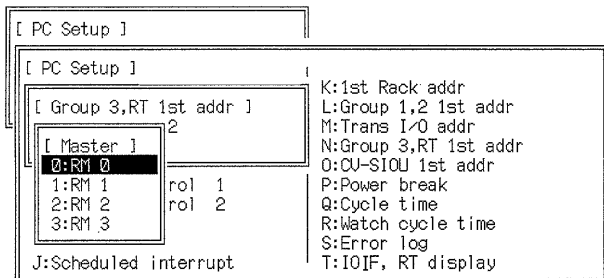 [ PC Setup ]
[ PC Setup ]
[ Group 3,RT 1st addr ]
2
[ Master ]
0:RM 0
1:RM 1
rol 1
2:RM 2
rol 2
3:RM 3
J:Scheduled interrupt
K:1st Rack addr
L:Group 1,2 1st addr
M:Trans I/O addr
N:Group 3,RT 1st addr
O:CV-SIOU 1st addr
P:Power break
Q:Cycle time
R:Watch cycle time
S:Error log
T:IOIF, RT display